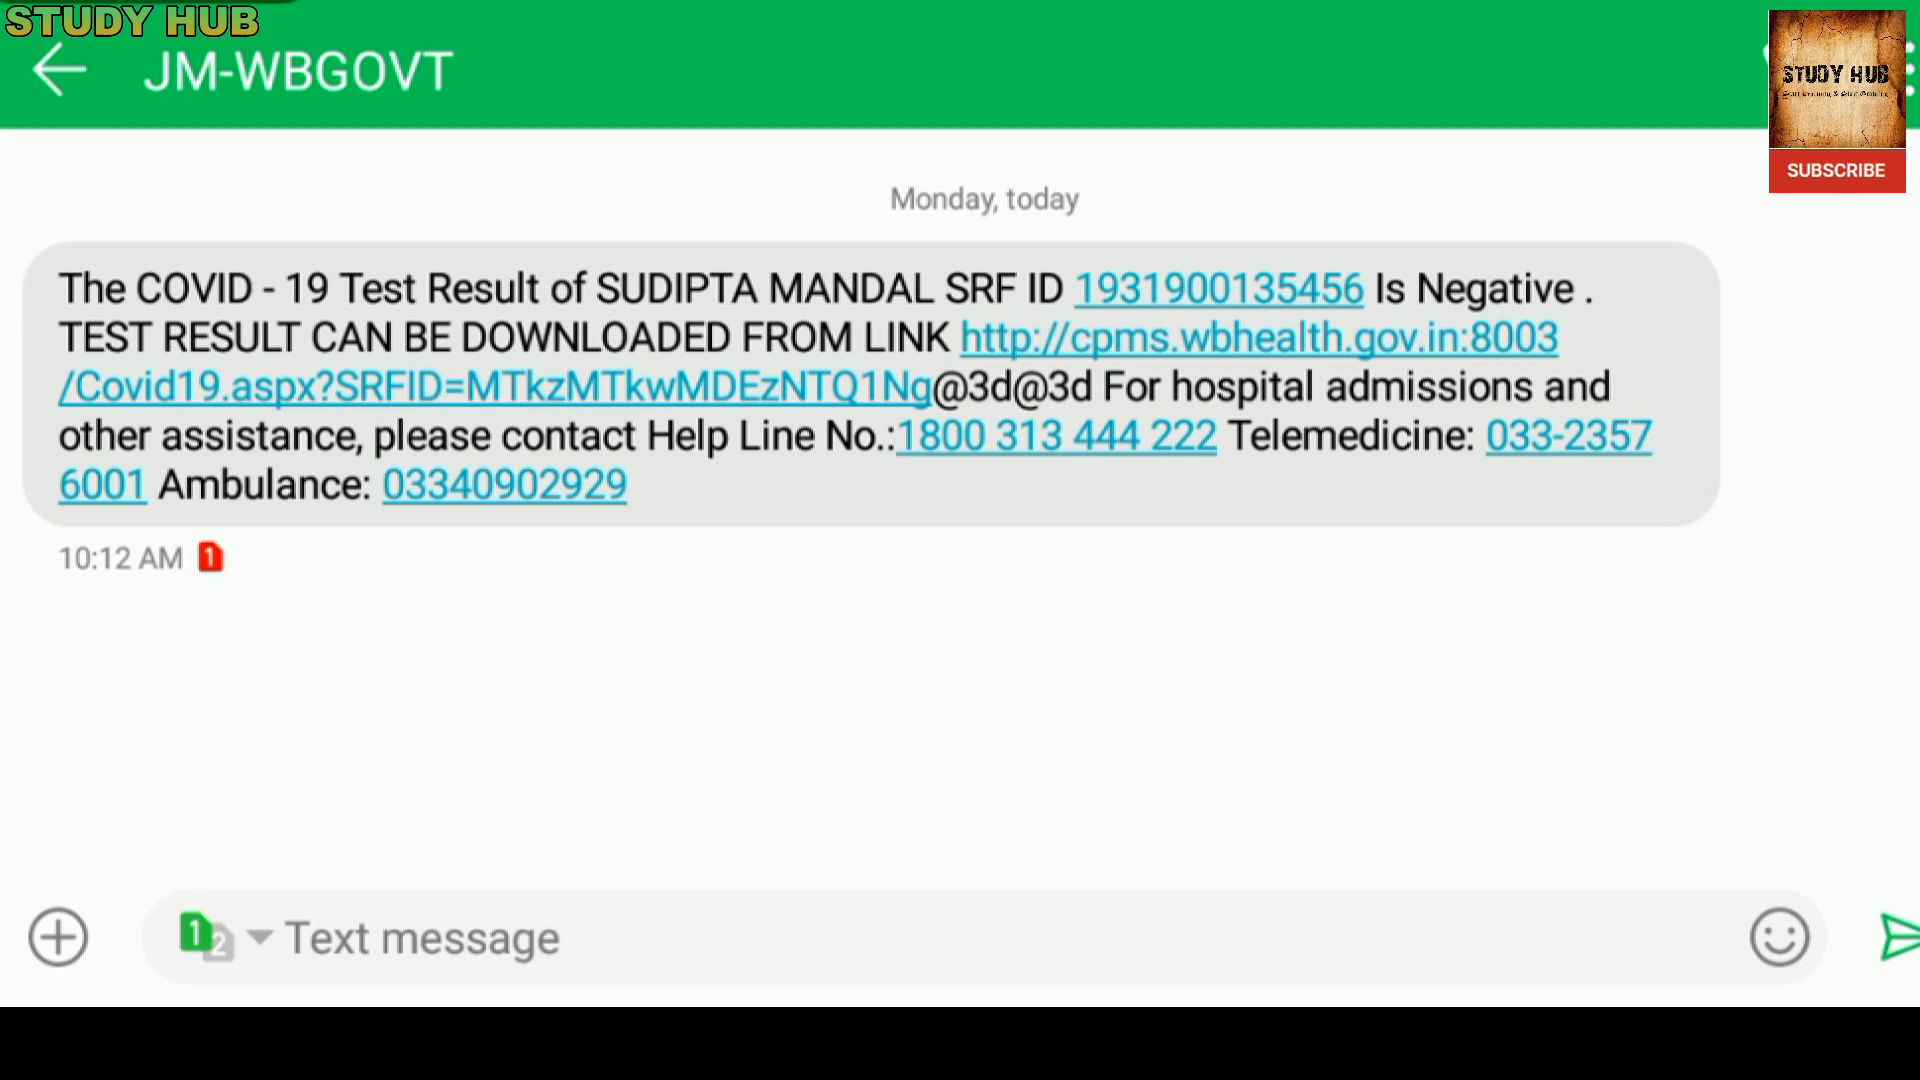 STUDY HUB
JM-WBGOVT
STUDY HUB
SUBSCRIBE
Monday, today
The COVID - 19 Test Result of SUDIPTA MANDAL SRF ID 1931900135456 Is Negative .
TEST RESULT CAN BE DOWNLOADED FROM LINK http://cpms.wbhealth.gov.in:8003
/Covid19.aspx?SRFID=MTkzMTkwMDEzNTQ1Ng@3d@3d For hospital admissions and
other assistance, please contact Help Line No.:1800 313 444 222 Telemedicine: 033-2357
6001 Ambulance: 03340902929
10:12 AM 1
1 2 Text message